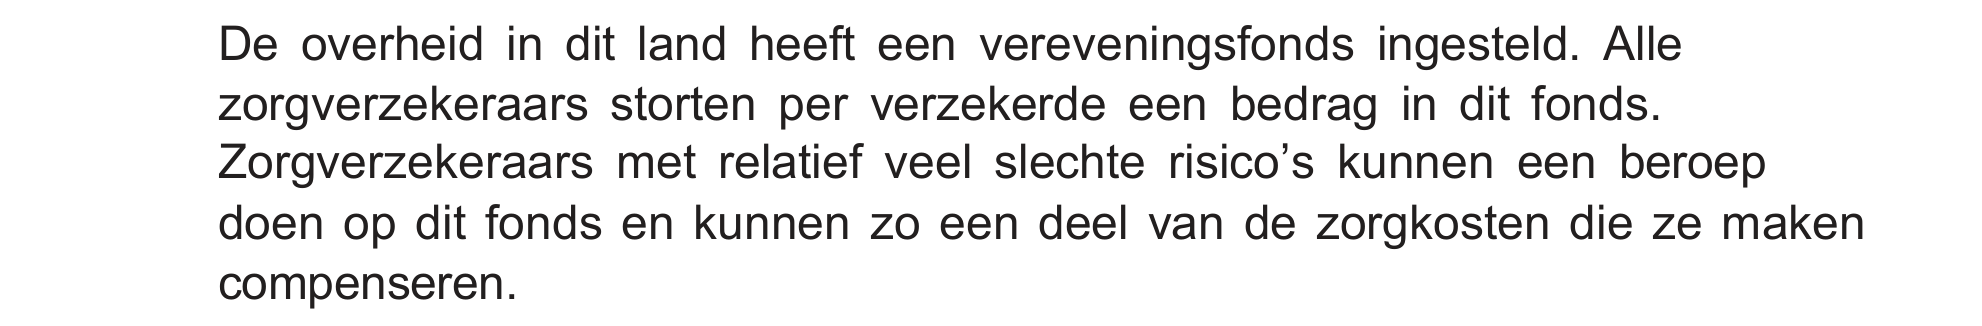 De overheid in dit land heeft een vereveningsfonds ingesteld. Alle
zorgverzekeraars storten per verzekerde een bedrag in dit fonds.
Zorgverzekeraars met relatief veel slechte risico’s kunnen een beroep
doen op dit fonds en kunnen zo een deel van de zorgkosten die ze maken
compenseren.